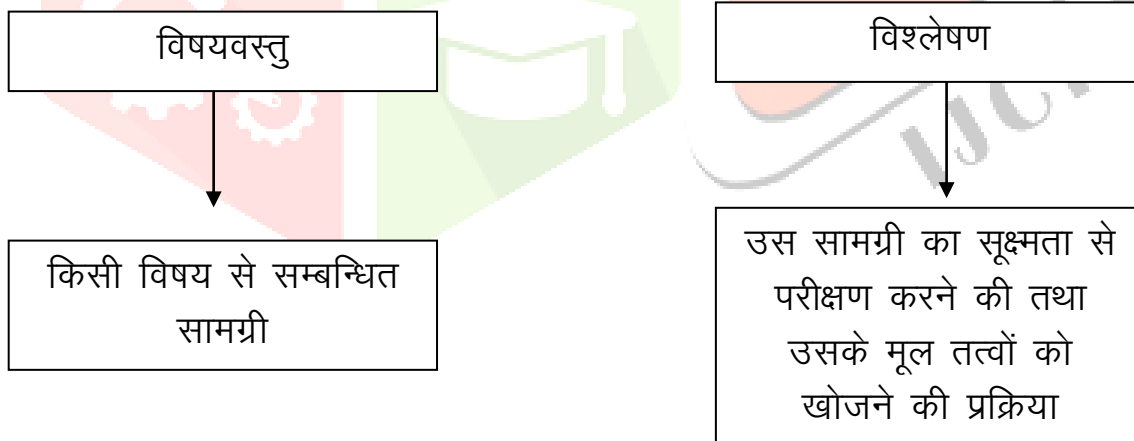 विषयवस्तु
किसी विषय से सम्बन्धित
सामग्री
विश्लेषण
उस सामग्री का सूक्ष्मता से
परीक्षण करने की तथा
उसके मूल तत्वों को
खोजने की प्रक्रिया